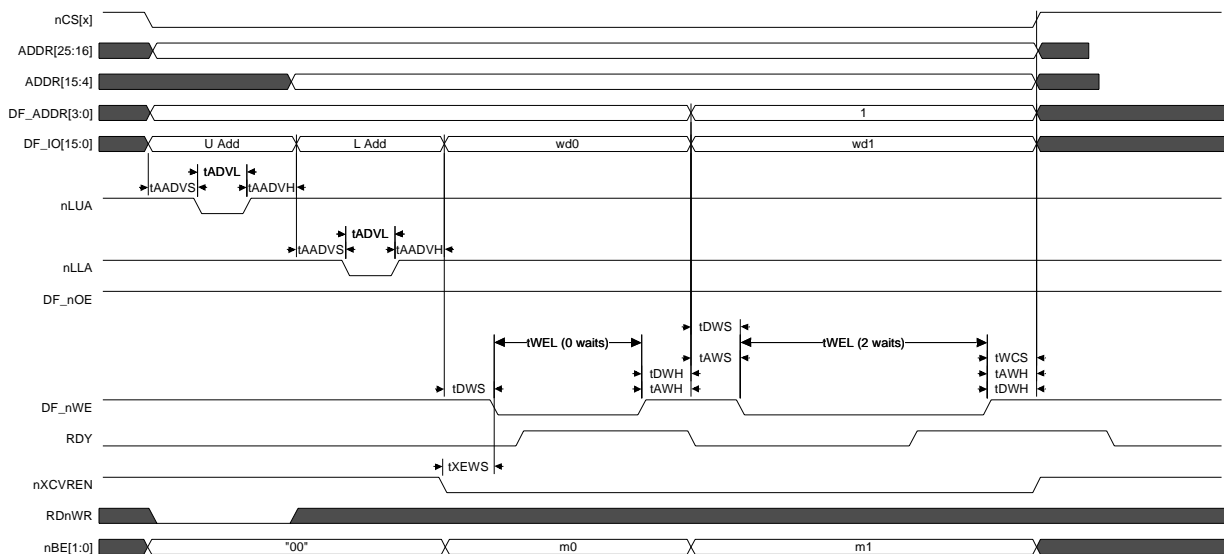 nCS[x]
ADDR[25:16]
ADDR[15:4]
DF_ADDR[3:0] 1
DF_IO[15:0] U Add L Add wd0 wd1
tADVL
tAADVS tAADVH
nLUA
tADVL
tAADVS tAADVH
nLLA
DF_nOE
tDWS
tWEL (0 waits) tWEL (2 waits)
tAWS tWCS
tDWH tAWH
tDWS tAWH tDWH
DF_nWE
RDY
tXEWS
nXCVREN
RDnWR
nBE[1:0] "00" m0 m1